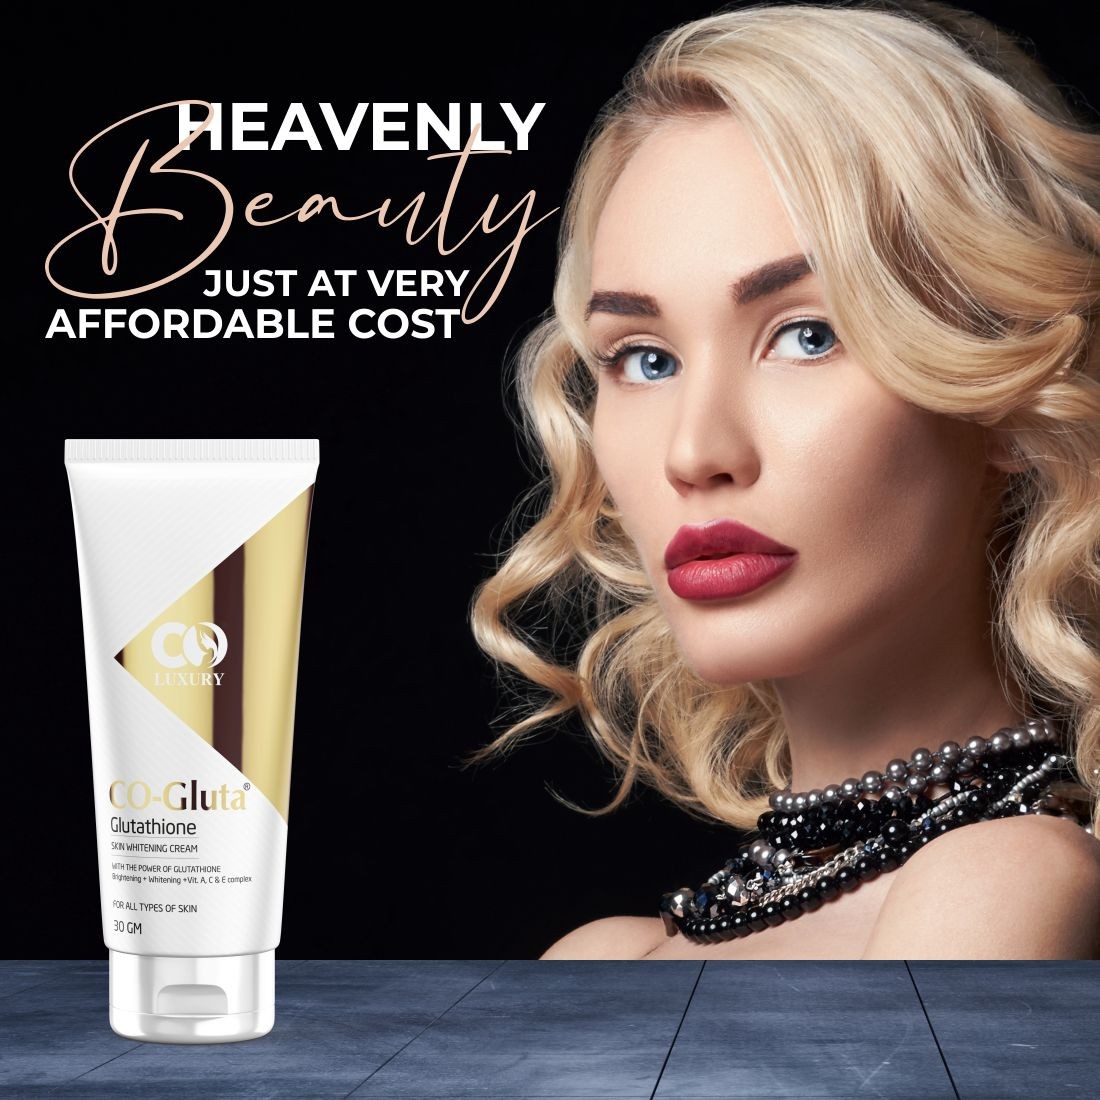 HEAVENLY
Beauty
JUST AT VERY
AFFORDABLE COST
CO
LUXURY
CO-Gluta®
Glutathione
SKIN WHITENING CREAM
WITH THE POWER OF GLUTATHIONE
Brightening + Whitening +Vit. A, C & E complex
FOR ALL TYPES OF SKIN
30 GM